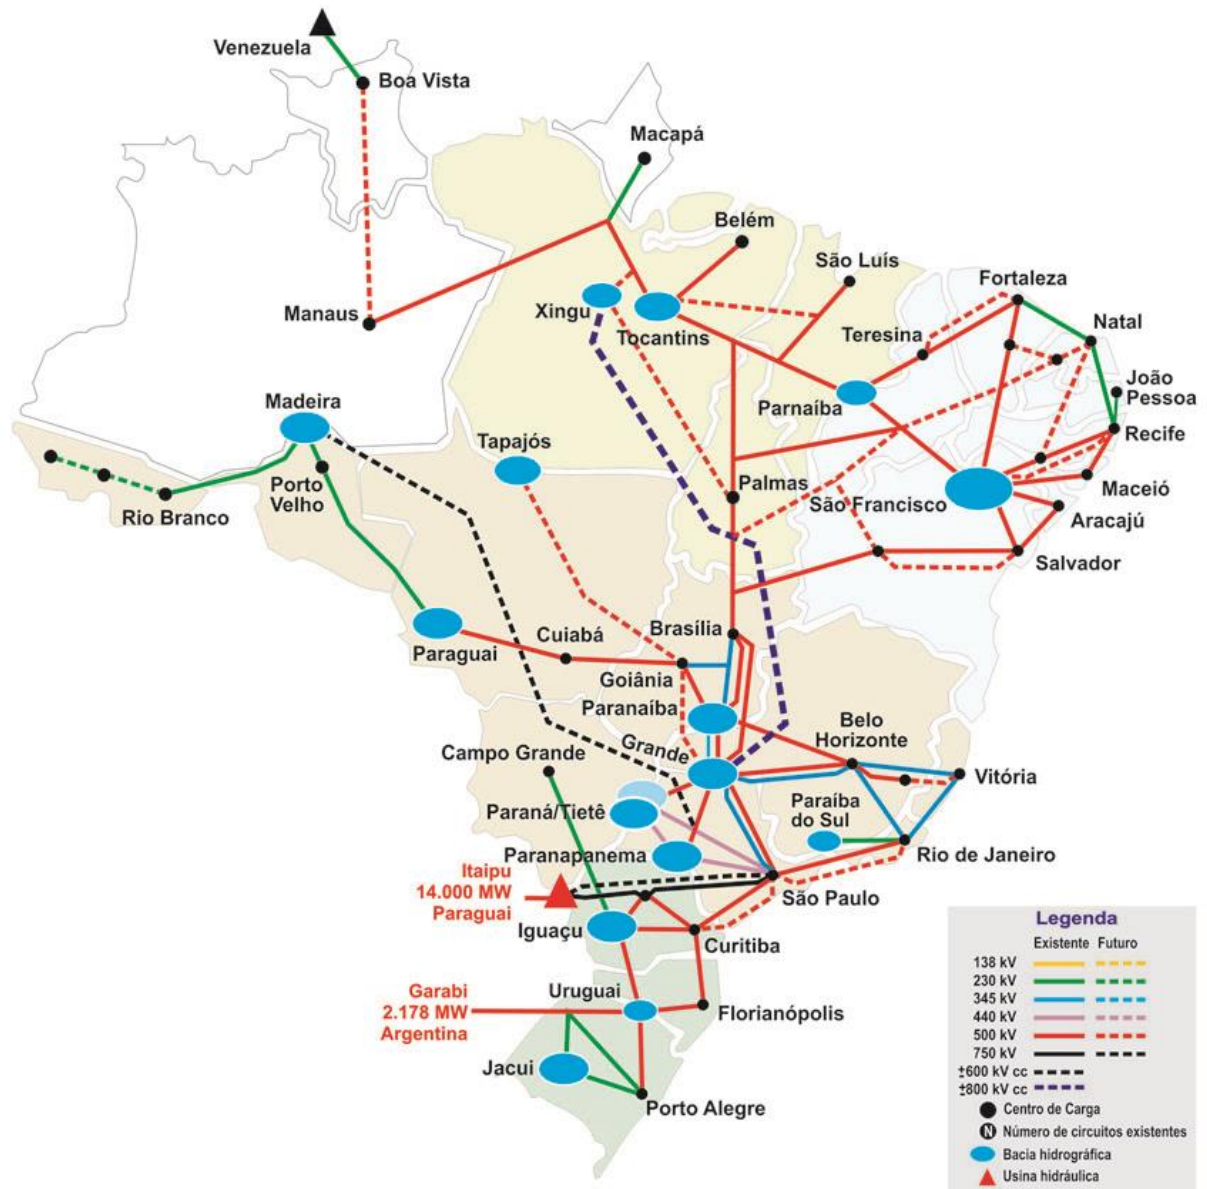 Venezuela
Boa Vista
Macapá
Belém
São Luís
Fortaleza
Xingu
Manaus
Tocantins
Teresina
Natal
João
Pessoa
Parnaíba
Madeira
Recife
Tapajós
Palmas
São Francisco
Maceió
Porto
Velho
Rio Branco
Aracajú
Salvador
Brasília
Cuiabá
Paraguai
Goiânia
Paranaíba
Belo
Horizonte
Grande
Campo Grande
Vitória
Paraná/Tietê
Paraíba
do Sul
Paranapanema
Rio de Janeiro
Itaipu
14.000 MW
Paraguai
São Paulo
Iguaçu
Curitiba
Garabi
2.178 MW
Argentina
Uruguai
Florianópolis
Jacui
Porto Alegre
Legenda
Existente Futuro
138 kV
230 kV
345 kV
440 kV
500 kV
750 kV
±600 kV cc
±800 kV cc
Centro de Carga
N Número de circuitos existentes
Bacia hidrográfica
Usina hidráulica